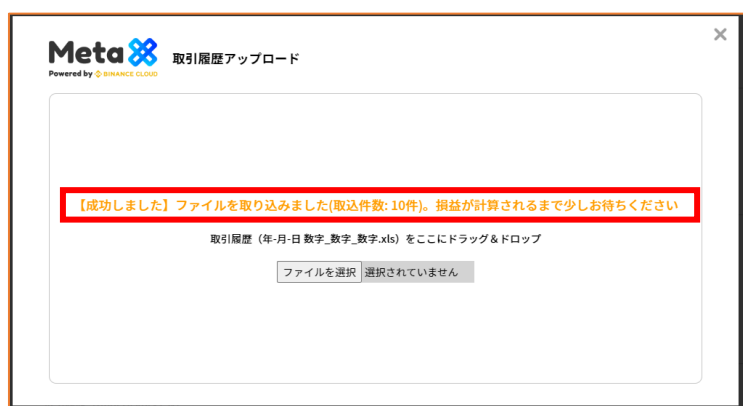 ×
Meta
Powered by BINANCE CLOUD
取引履歴アップロード
【成功しました】ファイルを取り込みました(取込件数: 10件)。損益が計算されるまで少しお待ちください
取引履歴（年-月-日 数字_数字_数字.xls）をここにドラッグ＆ドロップ
ファイルを選択 選択されていません